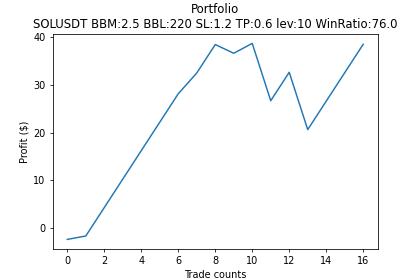 Portfolio
SOLUSDT BBM:2.5 BBL:220 SL:1.2 TP:0.6 lev:10 WinRatio:76.0
40
30
20
10
0
Profit ($)
0 2 4 6 8 10 12 14 16
Trade counts